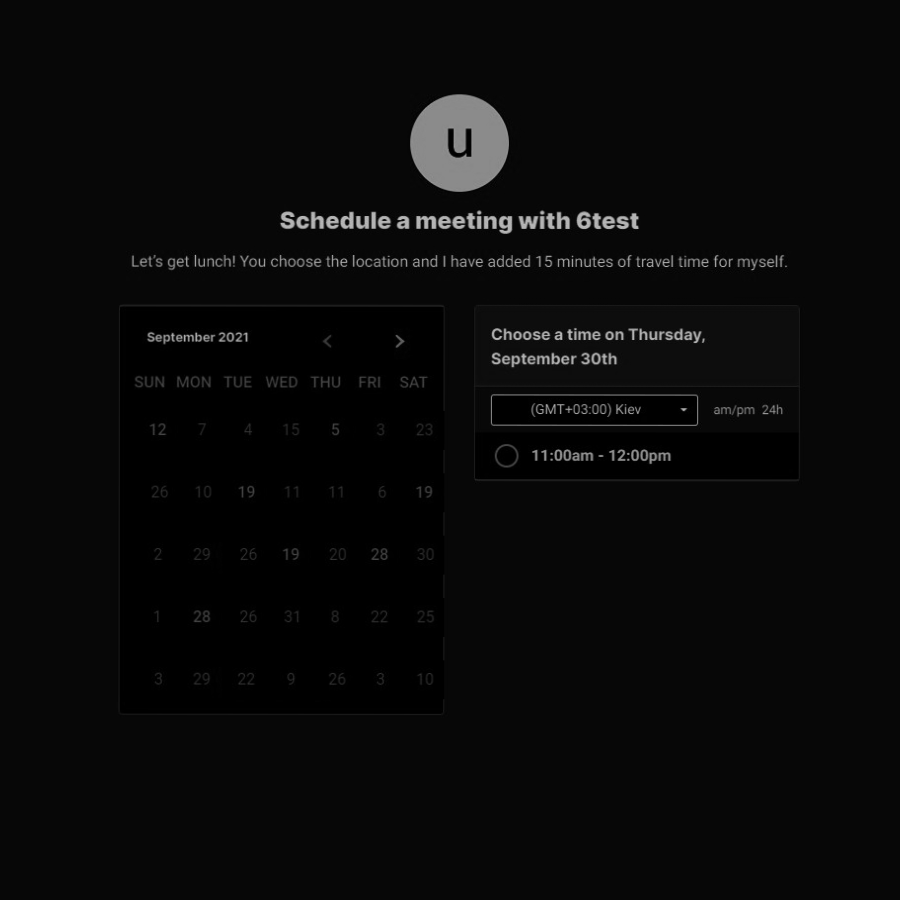 u
Schedule a meeting with 6test
Let's get lunch! You choose the location and I have added 15 minutes of travel time for myself.
September 2021
SUN MON TUE WED THU FRI SAT
12 7 4 15 5 3 23
26 10 19 11 11 6 19
2 29 26 19 20 28 30
1 28 26 31 8 22 25
3 29 22 9 26 3 10
Choose a time on Thursday,
September 30th
(GMT+03:00) Kiev am/pm 24h
11:00am - 12:00pm